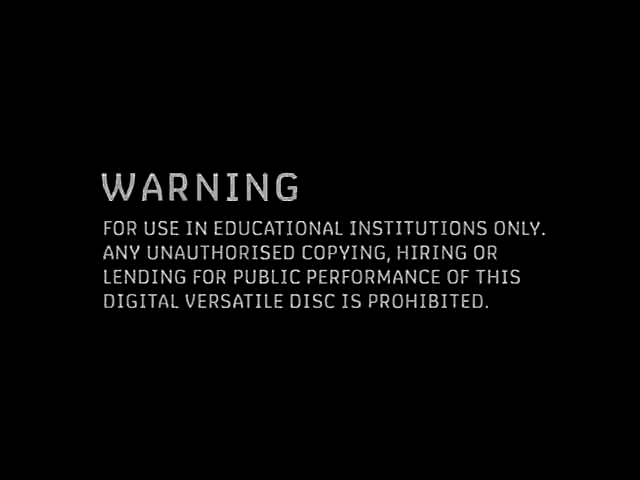 WARNING
FOR USE IN EDUCATIONAL INSTITUTIONS ONLY.
ANY UNAUTHORISED COPYING, HIRING OR
LENDING FOR PUBLIC PERFORMANCE OF THIS
DIGITAL VERSATILE DISC IS PROHIBITED.